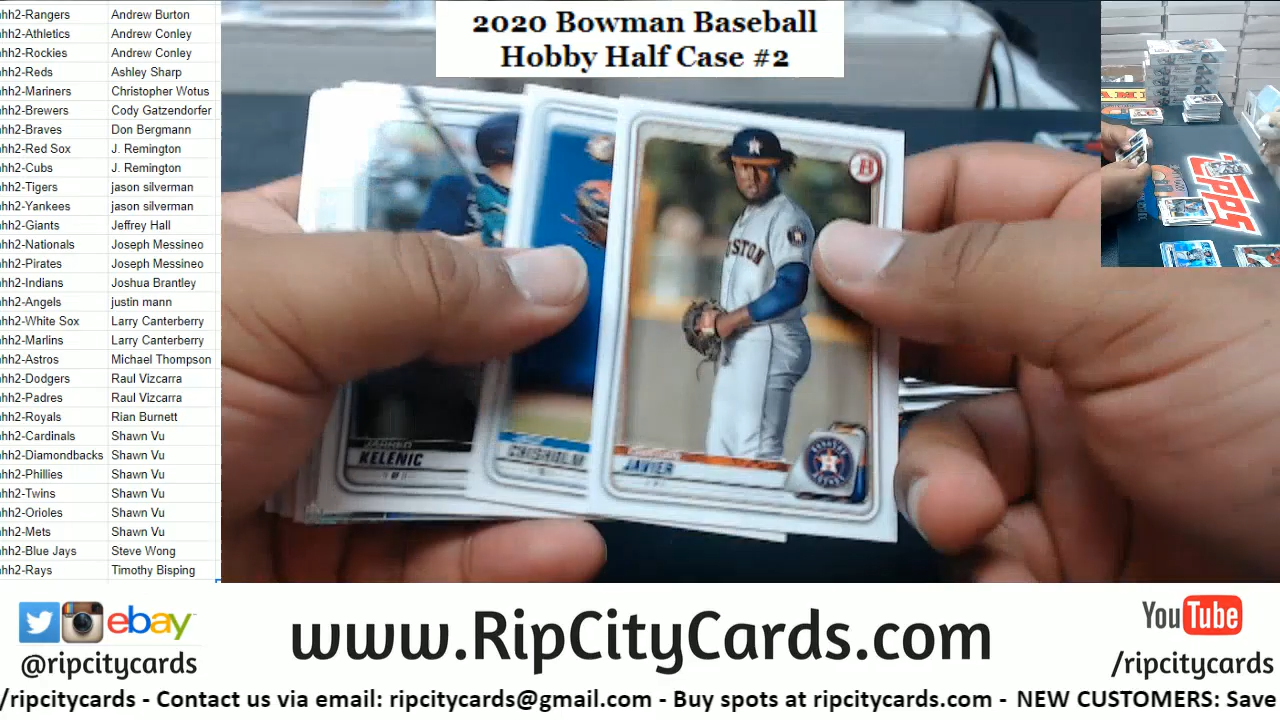 2020 Bowman Baseball
Hobby Half Case #2
hh2-Rangers Andrew Burton
hh2-Athletics Andrew Conley
hh2-Rockies Andrew Conley
hh2-Reds Ashley Sharp
hh2-Mariners Christopher Wotus
hh2-Brewers Cody Gatzendorfer
hh2-Braves Don Bergmann
hh2-Red Sox J. Remington
hh2-Cubs J. Remington
hh2-Tigers jason silverman
hh2-Yankees jason silverman
hh2-Giants Jeffrey Hall
hh2-Nationals Joseph Messineo
hh2-Pirates Joseph Messineo
hh2-Indians Joshua Brantley
hh2-Angels justin mann
hh2-White Sox Larry Canterberry
hh2-Marlins Larry Canterberry
hh2-Astros Michael Thompson
hh2-Dodgers Raul Vizcarra
hh2-Padres Raul Vizcarra
hh2-Royals Rian Burnett
hh2-Cardinals Shawn Vu
hh2-Diamondbacks Shawn Vu
hh2-Phillies Shawn Vu
hh2-Twins Shawn Vu
hh2-Orioles Shawn Vu
hh2-Mets Shawn Vu
hh2-Blue Jays Steve Wong
hh2-Rays Timothy Bisping
B
USTON
JARRED
KELENIC
OF
CHISHOLM
JAVIER
TOPPS
ebay
@ripcitycards
www.RipCityCards.com
YouTube
/ripcitycards
/ripcitycards - Contact us via email: ripcitycards@gmail.com - Buy spots at ripcitycards.com - NEW CUSTOMERS: Save